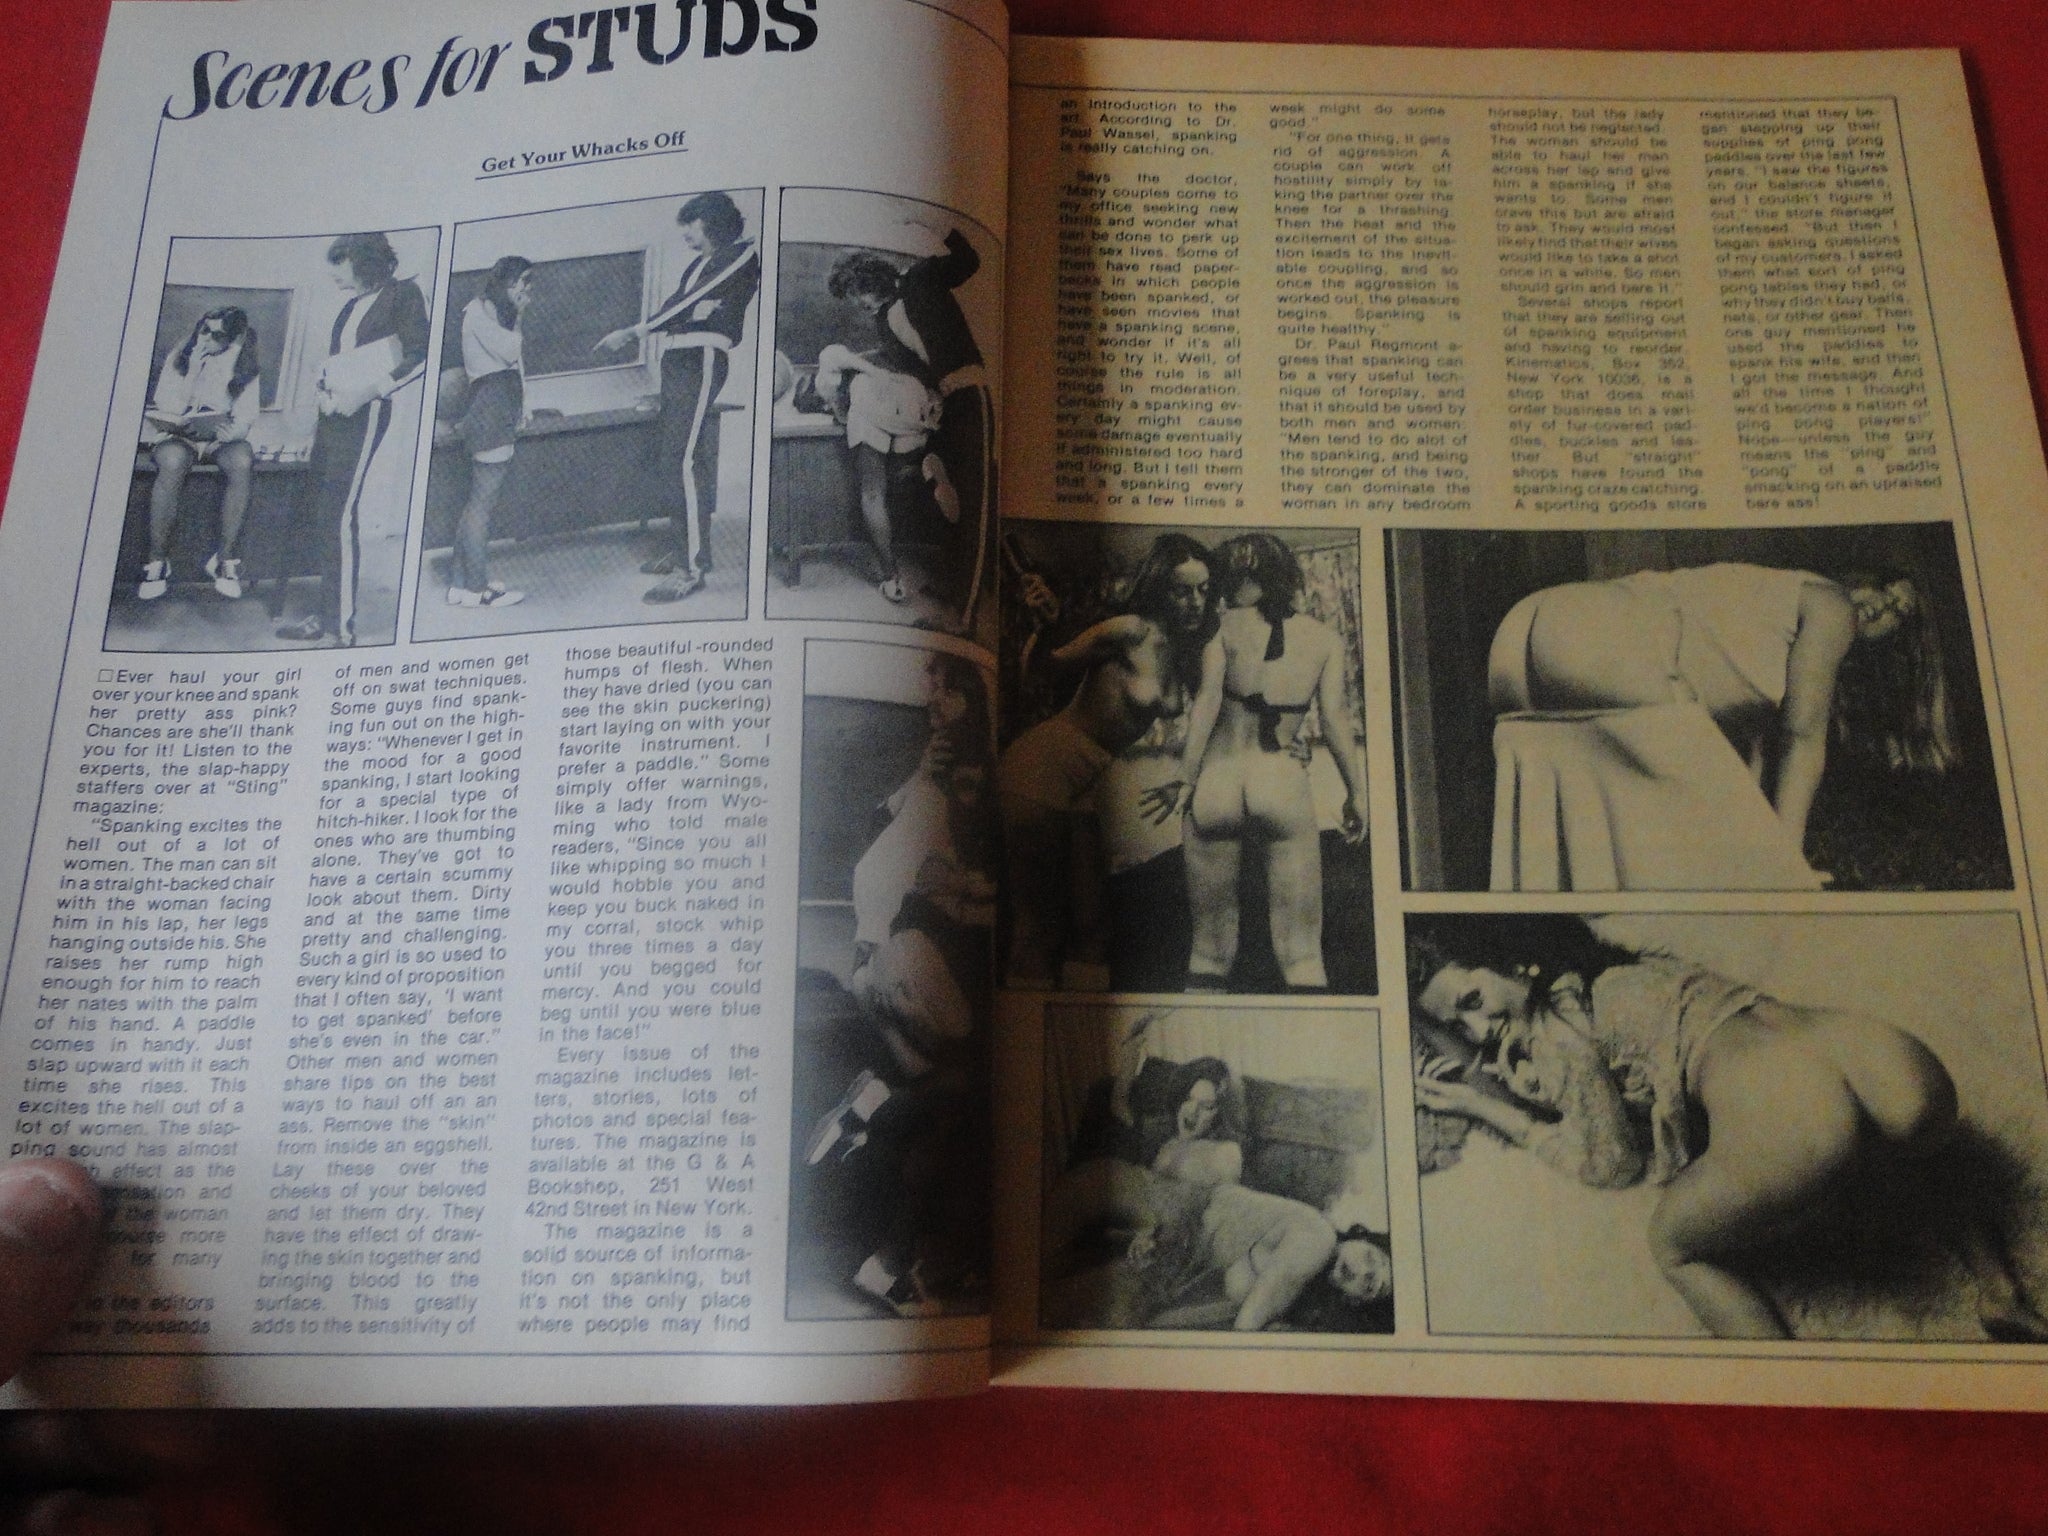 Scenes for STUDS
Get Your Whacks Off
Ever haul your girl
over your knee and spank
her pretty ass pink?
Chances are she'll thank
you for it! Listen to the
experts, the slap-happy
staffers over at "Sting"
magazine:
"Spanking excites the
hell out of a lot of
women. The man can sit
in a straight-backed chair
with the woman facing
him in his lap, her legs
hanging outside his. She
raises her rump high
enough for him to reach
her nates with the palm
of his hand. A paddle
comes in handy. Just
slap upward with it each
time she rises. This
excites the hell out of a
lot of women. The slap-
ping sound has almost
effect as the
and
the woman
more
for many
the editors
thousands
of men and women get
off on swat techniques.
Some guys find spank-
ing fun out on the high-
ways: "Whenever I get in
the mood for a good
spanking, I start looking
for a special type of
hitch-hiker. I look for the
ones who are thumbing
alone. They've got to
have a certain scummy
look about them. Dirty
and at the same time
pretty and challenging.
Such a girl is so used to
every kind of proposition
that I often say, 'I want
to get spanked' before
she's even in the car."
Other men and women
share tips on the best
ways to haul off an an
ass. Remove the "skin"
from inside an eggshell.
Lay these over the
cheeks of your beloved
and let them dry. They
have the effect of draw-
ing the skin together and
bringing blood to the
surface. This greatly
adds to the sensitivity of
those beautiful-rounded
humps of flesh. When
they have dried (you can
see the skin puckering)
start laying on with your
favorite instrument. I
prefer a paddle." Some
simply offer warnings,
like a lady from Wyo-
ming who told male
readers, "Since you all
like whipping so much I
would hobble you and
keep you buck naked in
my corral, stock whip
you three times a day
until you begged for
mercy. And you could
beg until you were blue
in the face!"
Every issue of the
magazine includes let-
ters, stories, lots of
photos and special fea-
tures. The magazine is
available at the G & A
Bookshop, 251 West
42nd Street in New York.
The magazine is a
solid source of informa-
tion on spanking, but
it's not the only place
where people may find
an introduction to the
art. According to Dr.
Paul Wassel, spanking
is really catching on.
Says the doctor,
"Many couples come to
my office seeking new
thrills and wonder what
can be done to perk up
their sex lives. Some of
them have read paper-
backs in which people
have been spanked, or
have seen movies that
have a spanking scene,
and wonder if it's all
right to try it. Well, of
course the rule is all
things in moderation.
Certainly a spanking ev-
ery day might cause
some damage eventually
if administered too hard
and long. But I tell them
that a spanking every
week, or a few times a
week might do some
good."
"For one thing, it gets
rid of aggression. A
couple can work off
hostility simply by ta-
king the partner over the
knee for a thrashing.
Then the heat and the
excitement of the situa-
tion leads to the inevit-
able coupling, and so
once the aggression is
worked out, the pleasure
begins. Spanking is
quite healthy."
Dr. Paul Regmont a-
grees that spanking can
be a very useful tech-
nique of foreplay, and
that it should be used by
both men and women:
"Men tend to do alot of
the spanking, and being
the stronger of the two,
they can dominate the
woman in any bedroom
horseplay, but the lady
should not be neglected.
The woman should be
able to haul her man
across her lap and give
him a spanking if she
wants to. Some men
crave this but are afraid
to ask. They would most
likely find that their wives
would like to take a shot
once in a while. So men
should grin and bare it."
Several shops report
that they are selling out
of spanking equipment
and having to reorder.
Kinematics, Box 352,
New York 10036, is a
shop that does mail
order business in a vari-
ety of fur-covered pad-
dles, buckles and lea-
ther. But "straight"
shops have found the
spanking craze catching.
A sporting goods store
mentioned that they be-
gan stepping up their
supplies of ping pong
paddles over the last few
years. "I saw the figures
on our balance sheets,
and I couldn't figure it
out," the store manager
confessed. "But then I
began asking questions
of my customers. I asked
them what sort of ping
pong tables they had, or
why they didn't buy balls,
nets, or other gear. Then
one guy mentioned he
used the paddles to
spank his wife, and then
I got the message. And
all the time I thought
we'd become a nation of
ping pong players!"
Nope—unless the guy
means the "ping" and
"pong" of a paddle
smacking on an upraised
bare ass!